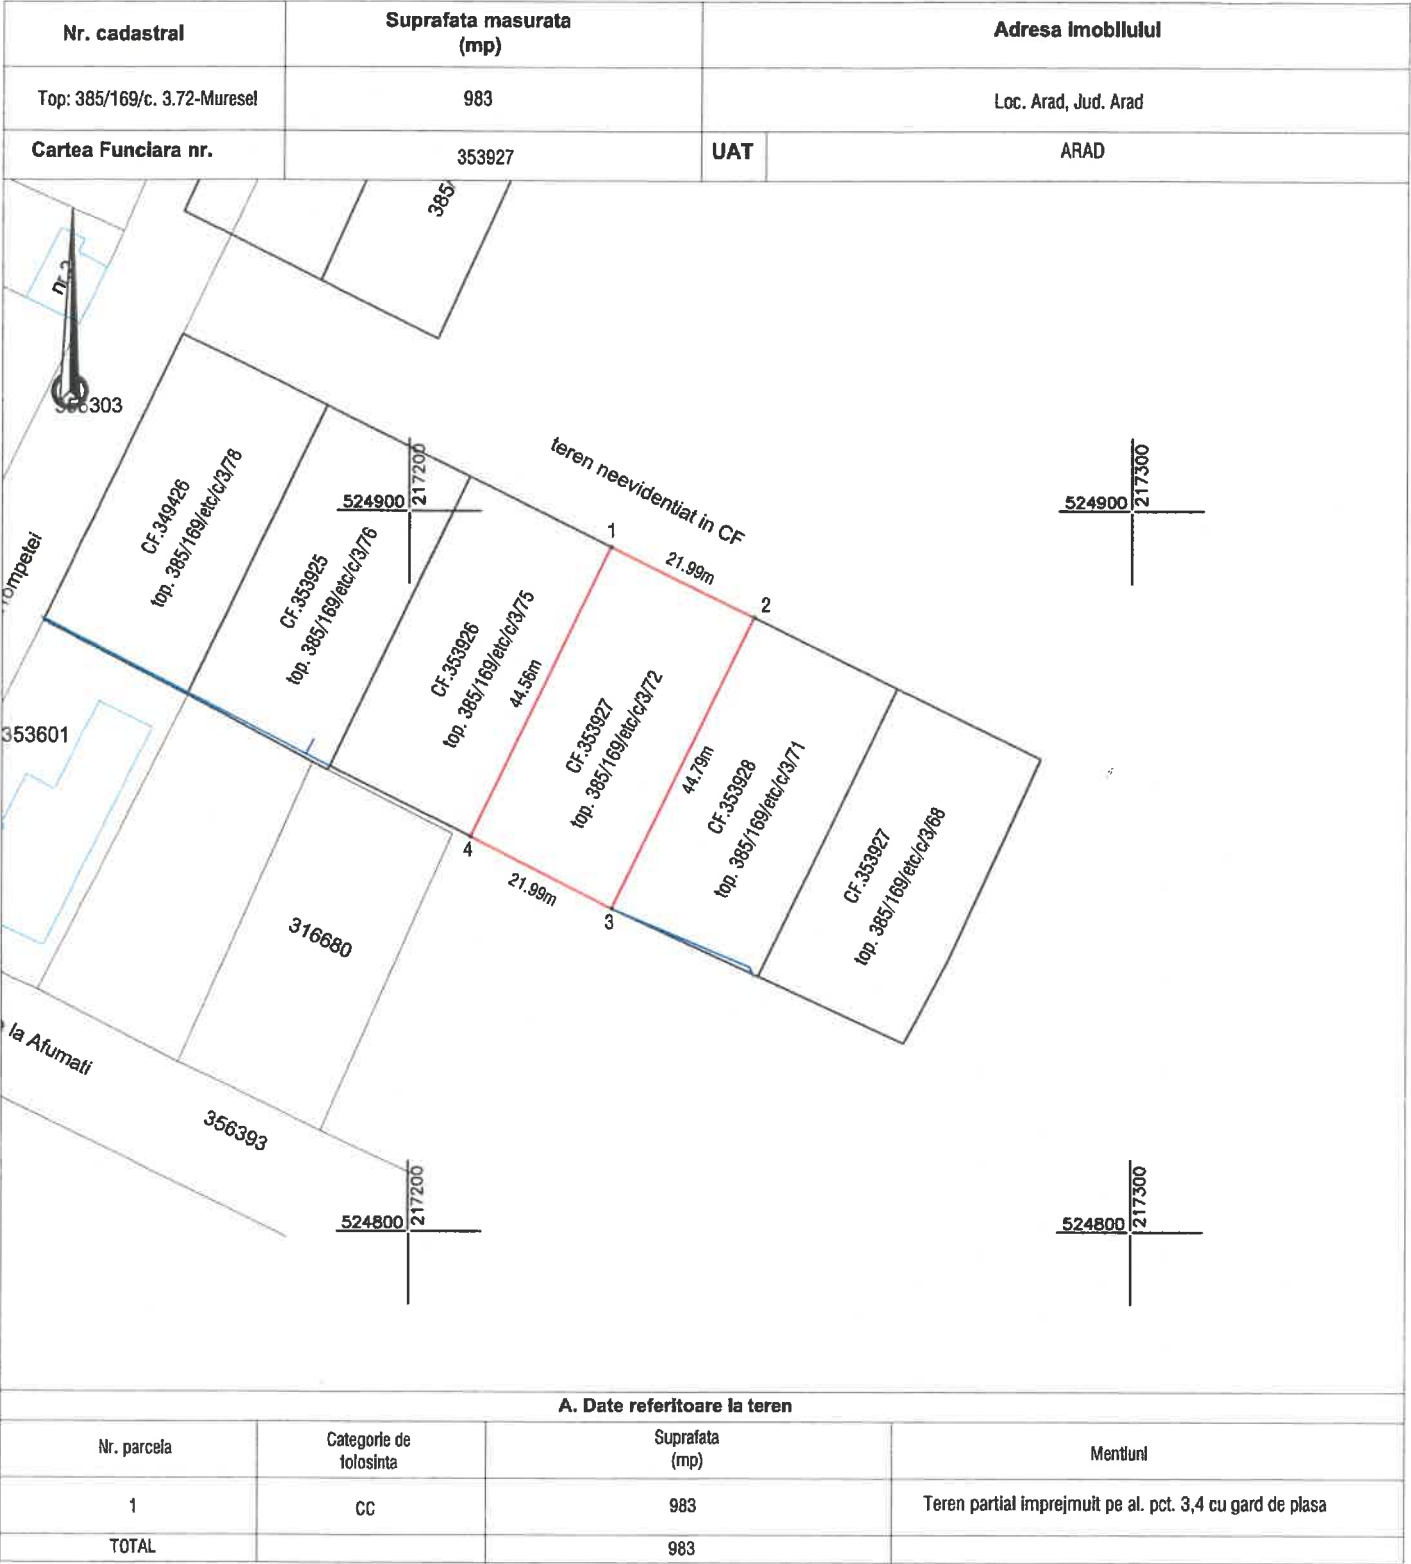 Nr. cadastral
Suprafata masurata
(mp)
Adresa imobilului
Top: 385/169/c. 3.72-Muresel
983
Loc. Arad, Jud. Arad
Cartea Funciara nr.
353927
UAT
ARAD
385/
nr.
303
524900
217200
524900
217300
teren neevidentiat in CF
CF.349426
top. 385/169/etc/c/3/78
CF.353925
top. 385/169/etc/c/3/76
CF.353926
top. 385/169/etc/c/3/75
1
21.99m
2
44.56m
CF.353927
top. 385/169/etc/c/3/72
44.79m
CF.353928
top. 385/169/etc/c/3/71
CF.353927
top. 385/169/etc/c/3/68
ompetei
353601
4
21.99m
3
316680
la Afumati
356393
524800
217200
524800
217300
A. Date referitoare la teren
Nr. parcela
Categorie de
folosinta
Suprafata
(mp)
Mentiuni
1
CC
983
Teren partial imprejmuit pe al. pct. 3,4 cu gard de plasa
TOTAL
983